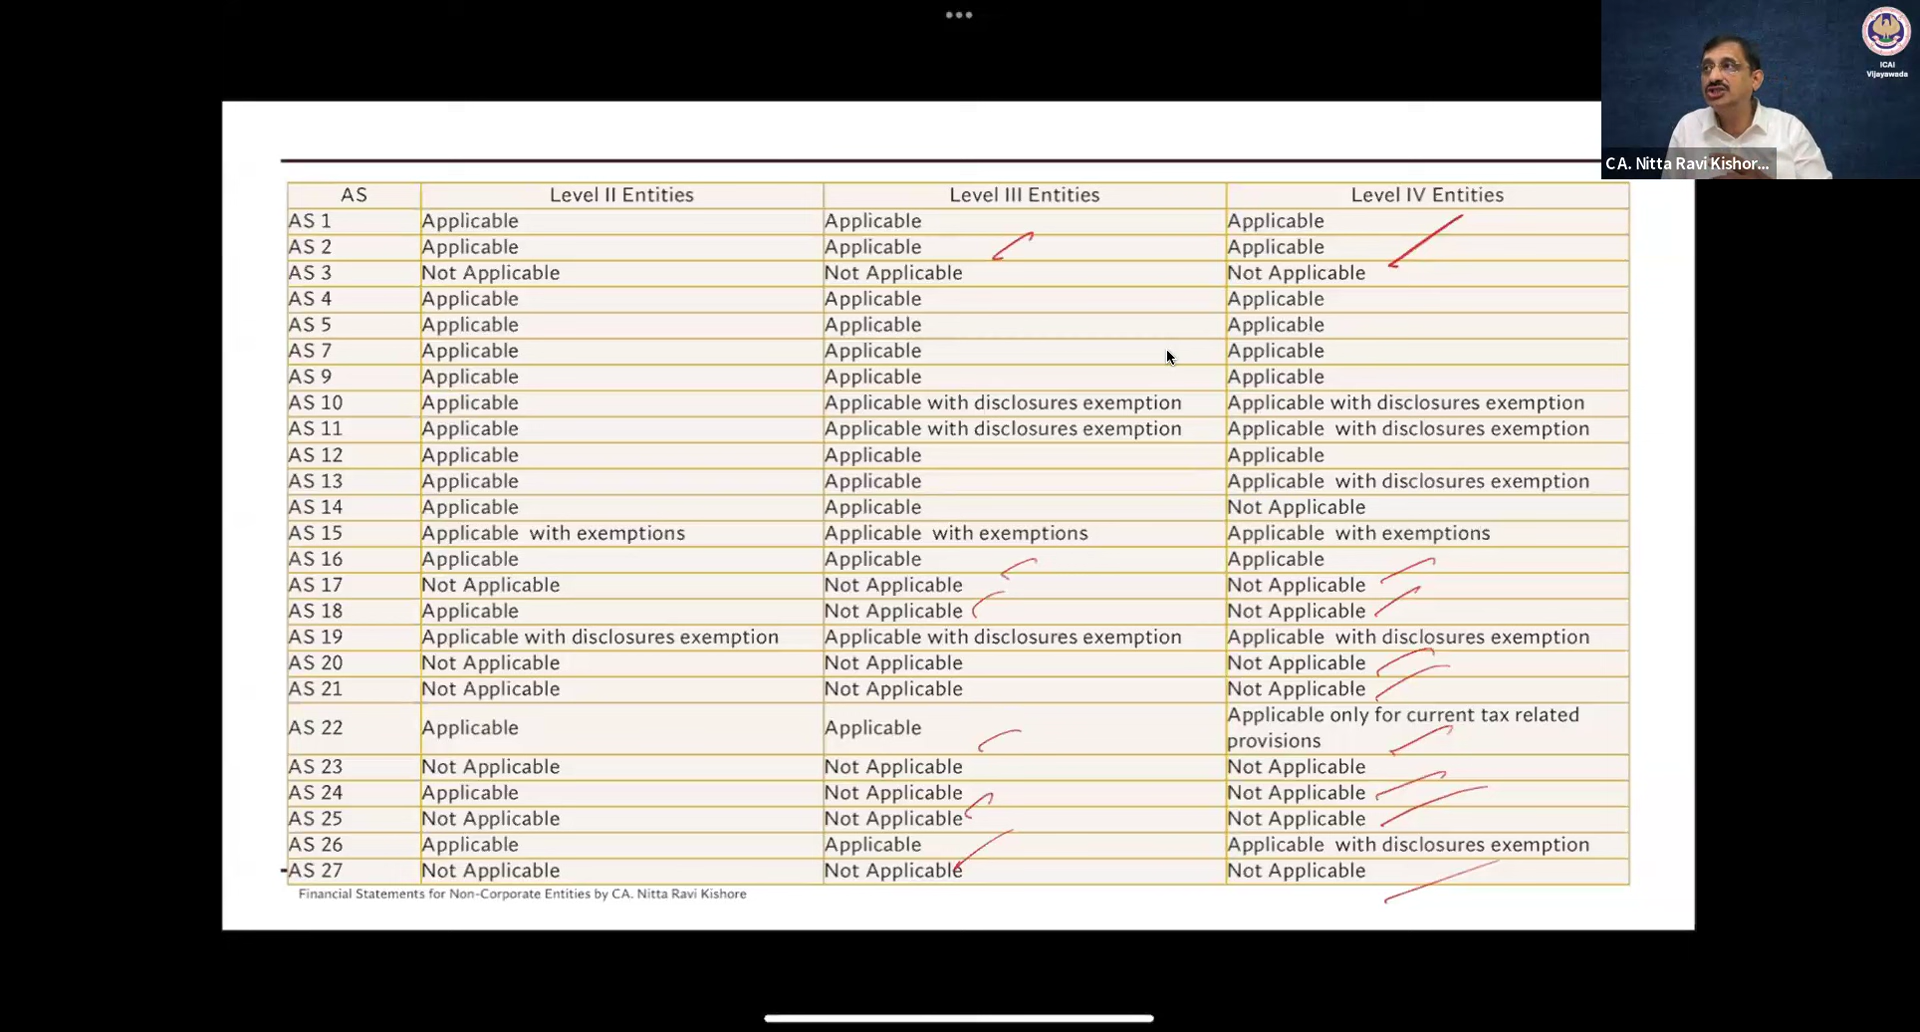 ICAI
Vijayawada
CA. Nitta Ravi Kishor...
AS Level II Entities Level III Entities Level IV Entities
AS 1 Applicable Applicable Applicable
AS 2 Applicable Applicable Applicable
AS 3 Not Applicable Not Applicable Not Applicable
AS 4 Applicable Applicable Applicable
AS 5 Applicable Applicable Applicable
AS 7 Applicable Applicable Applicable
AS 9 Applicable Applicable Applicable
AS 10 Applicable Applicable with disclosures exemption Applicable with disclosures exemption
AS 11 Applicable Applicable with disclosures exemption Applicable with disclosures exemption
AS 12 Applicable Applicable Applicable
AS 13 Applicable Applicable Applicable with disclosures exemption
AS 14 Applicable Applicable Not Applicable
AS 15 Applicable with exemptions Applicable with exemptions Applicable with exemptions
AS 16 Applicable Applicable Applicable
AS 17 Not Applicable Not Applicable Not Applicable
AS 18 Applicable Not Applicable Not Applicable
AS 19 Applicable with disclosures exemption Applicable with disclosures exemption Applicable with disclosures exemption
AS 20 Not Applicable Not Applicable Not Applicable
AS 21 Not Applicable Not Applicable Not Applicable
AS 22 Applicable Applicable Applicable only for current tax related
provisions
AS 23 Not Applicable Not Applicable Not Applicable
AS 24 Applicable Not Applicable Not Applicable
AS 25 Not Applicable Not Applicable Not Applicable
AS 26 Applicable Applicable Applicable with disclosures exemption
AS 27 Not Applicable Not Applicable Not Applicable
Financial Statements for Non-Corporate Entities by CA. Nitta Ravi Kishore